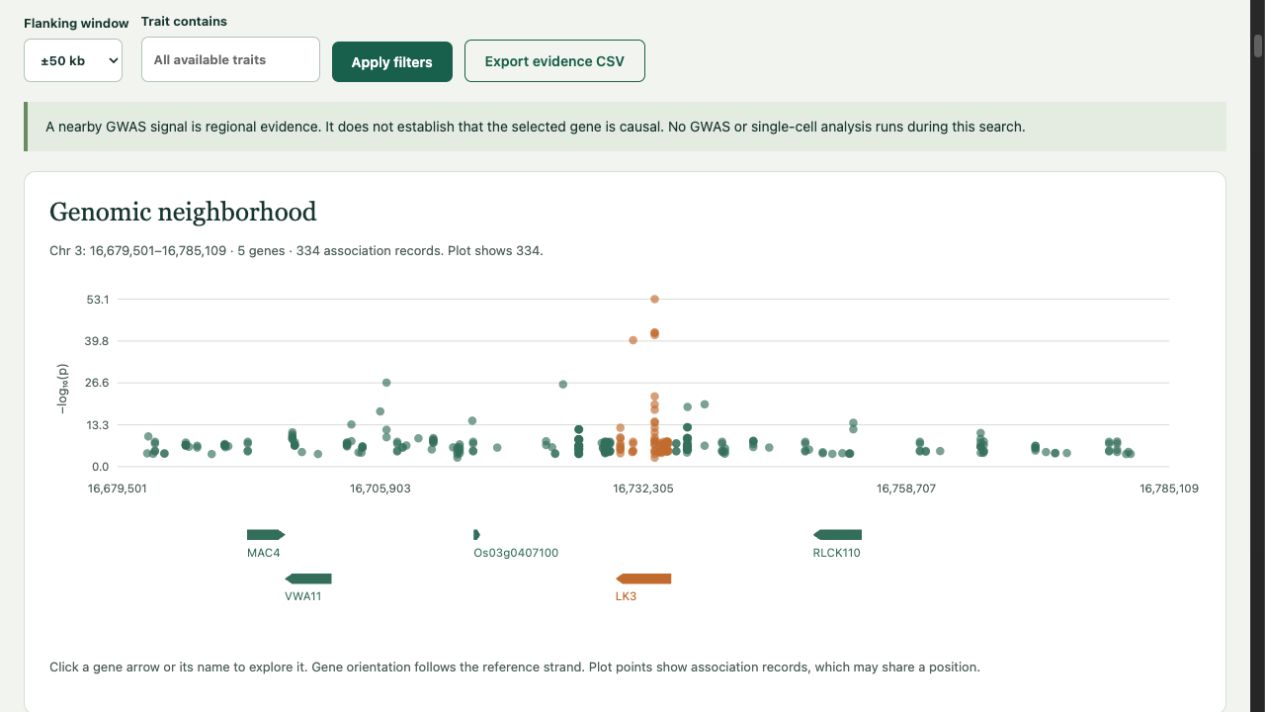 Flanking window
Trait contains
±50 kb
All available traits
Apply filters
Export evidence CSV
A nearby GWAS signal is regional evidence. It does not establish that the selected gene is causal. No GWAS or single-cell analysis runs during this search.
Genomic neighborhood
Chr 3: 16,679,501–16,785,109 · 5 genes · 334 association records. Plot shows 334.
53.1
39.8
26.6
13.3
0.0
−log₁₀(p)
16,679,501
16,705,903
16,732,305
16,758,707
16,785,109
MAC4
Os03g0407100
RLCK110
VWA11
LK3
Click a gene arrow or its name to explore it. Gene orientation follows the reference strand. Plot points show association records, which may share a position.